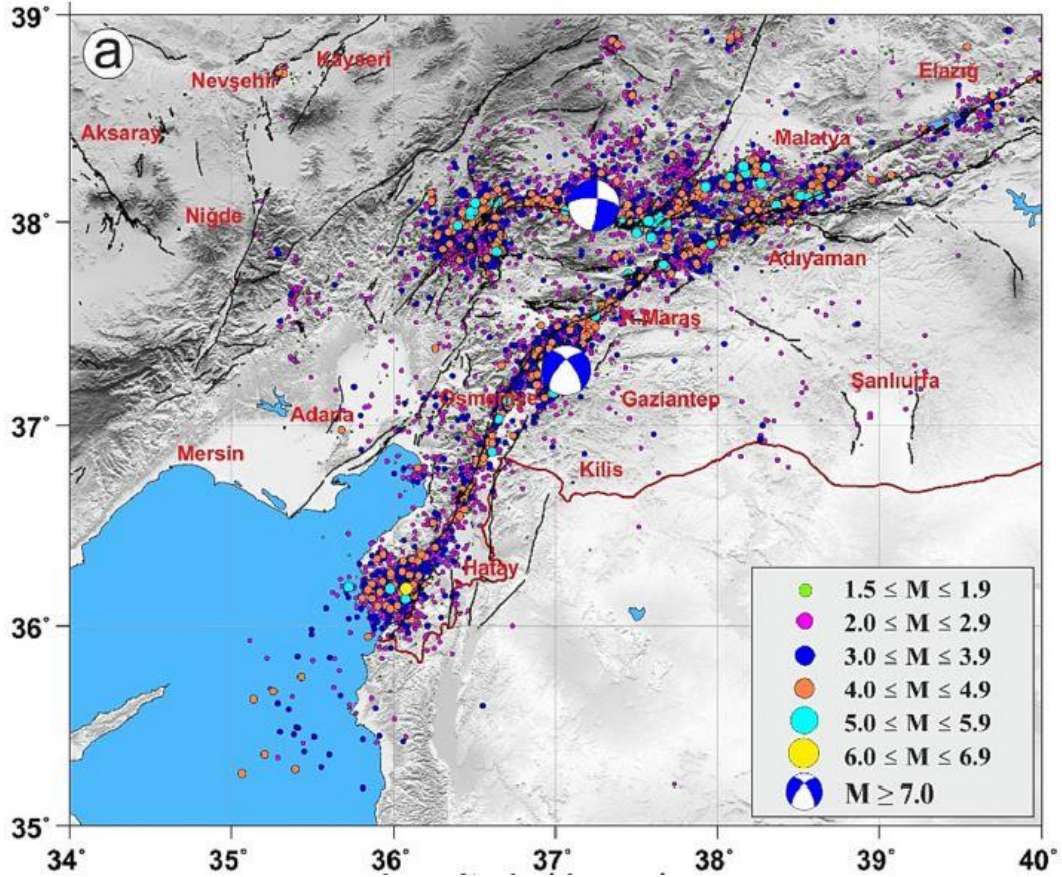 39°
a
Kayseri
Nevşehir
Elazığ
Aksaray
Malatya
Niğde
38°
Adıyaman
K.Maraş
Şanlıurfa
Osmaniye
Gaziantep
Adana
37°
Mersin
Kilis
Hatay
1.5 ≤ M ≤ 1.9
2.0 ≤ M ≤ 2.9
36°
3.0 ≤ M ≤ 3.9
4.0 ≤ M ≤ 4.9
5.0 ≤ M ≤ 5.9
6.0 ≤ M ≤ 6.9
M ≥ 7.0
35°
34° 35° 36° 37° 38° 39° 40°